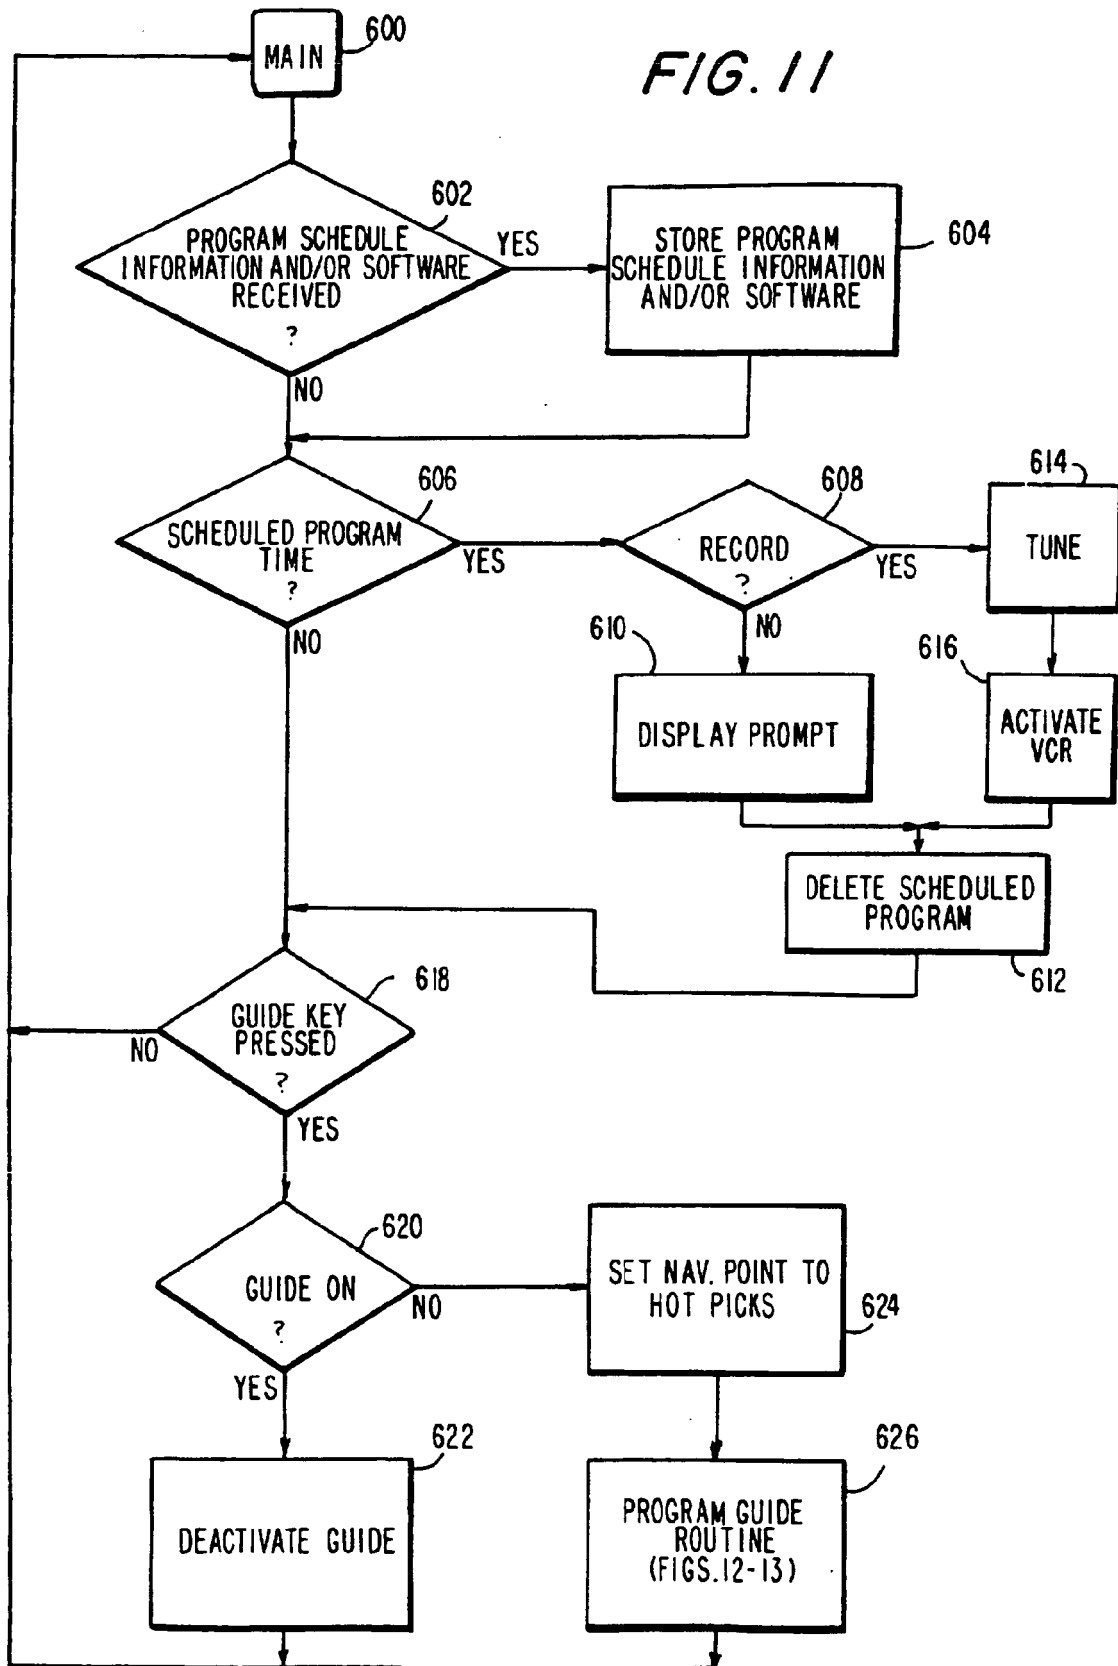 FIG. 11
MAIN
600
602
PROGRAM SCHEDULE
INFORMATION AND/OR SOFTWARE
RECEIVED
?
YES
NO
STORE PROGRAM
SCHEDULE INFORMATION
AND/OR SOFTWARE
604
606
SCHEDULED PROGRAM
TIME
?
YES
NO
608
RECORD
?
YES
NO
614
TUNE
610
DISPLAY PROMPT
616
ACTIVATE
VCR
DELETE SCHEDULED
PROGRAM
612
618
GUIDE KEY
PRESSED
?
NO
YES
620
GUIDE ON
?
NO
YES
SET NAV. POINT TO
HOT PICKS
624
622
DEACTIVATE GUIDE
626
PROGRAM GUIDE
ROUTINE
(FIGS.12-13)